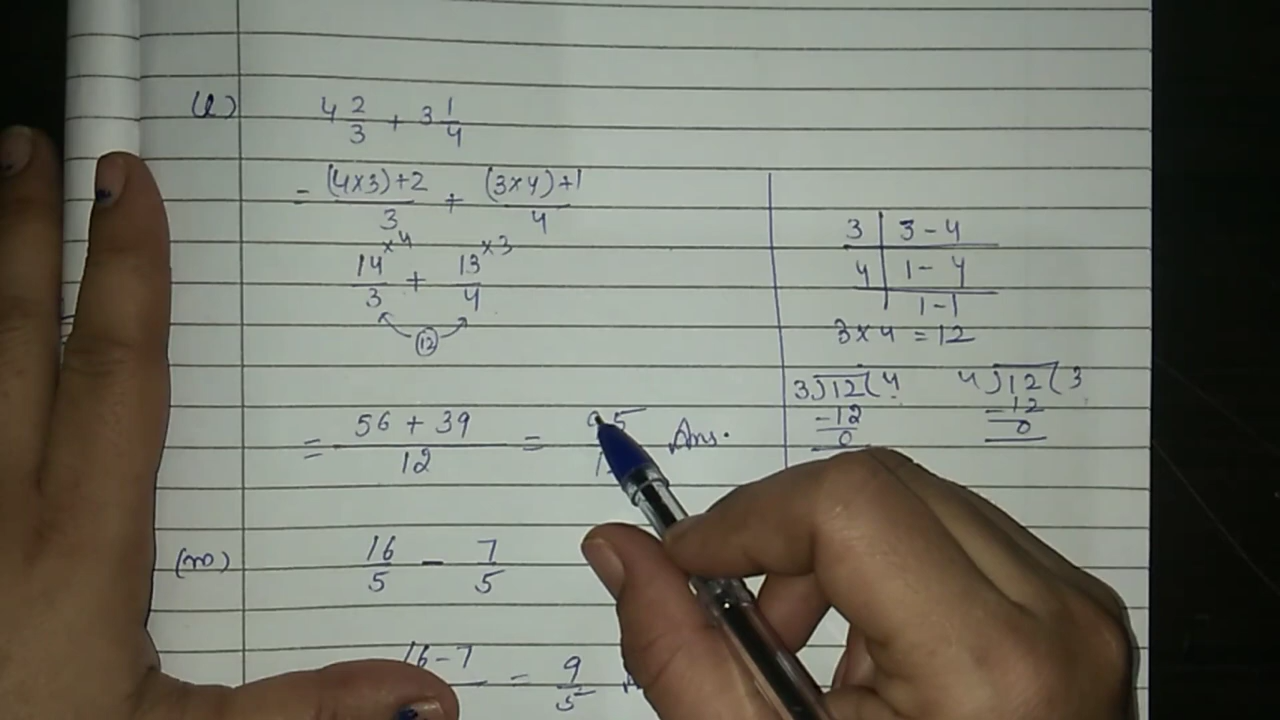 (l) 4 2/3 + 3 1/4
= (4×3)+2/3 + (3×4)+1/4
14/3 ×4 + 13/4 ×3
12
= 56 + 39/12 = 95/1 Ans.
3 | 3 - 4
4 | 1 - 4
1 - 1
3 × 4 = 12
3)12(4 4)12(3
-12 -12
0 0
(m) 16/5 - 7/5
16-7 = 9/5